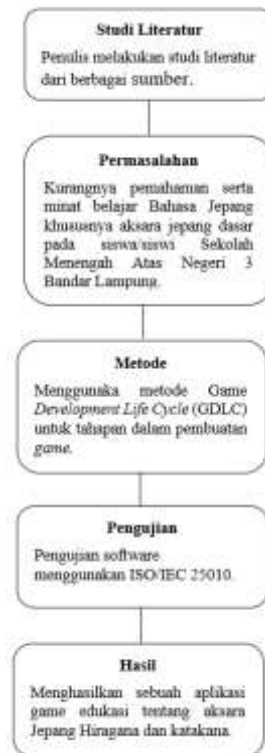 Studi Literatur
Penulis melakukan studi literatur
dari berbagai sumber.
Permasalahan
Kurangnya pemahaman serta
minat belajar Bahasa Jepang
khususnya aksara jepang dasar
pada siswa/siswi Sekolah
Menengah Atas Negeri 3
Bandar Lampung.
Metode
Menggunaka metode Game
Development Life Cycle (GDLC)
untuk tahapan dalam pembuatan
game.
Pengujian
Pengujian software
menggunakan ISO/IEC 25010.
Hasil
Menghasilkan sebuah aplikasi
game edukasi tentang aksara
Jepang Hiragana dan katakana.